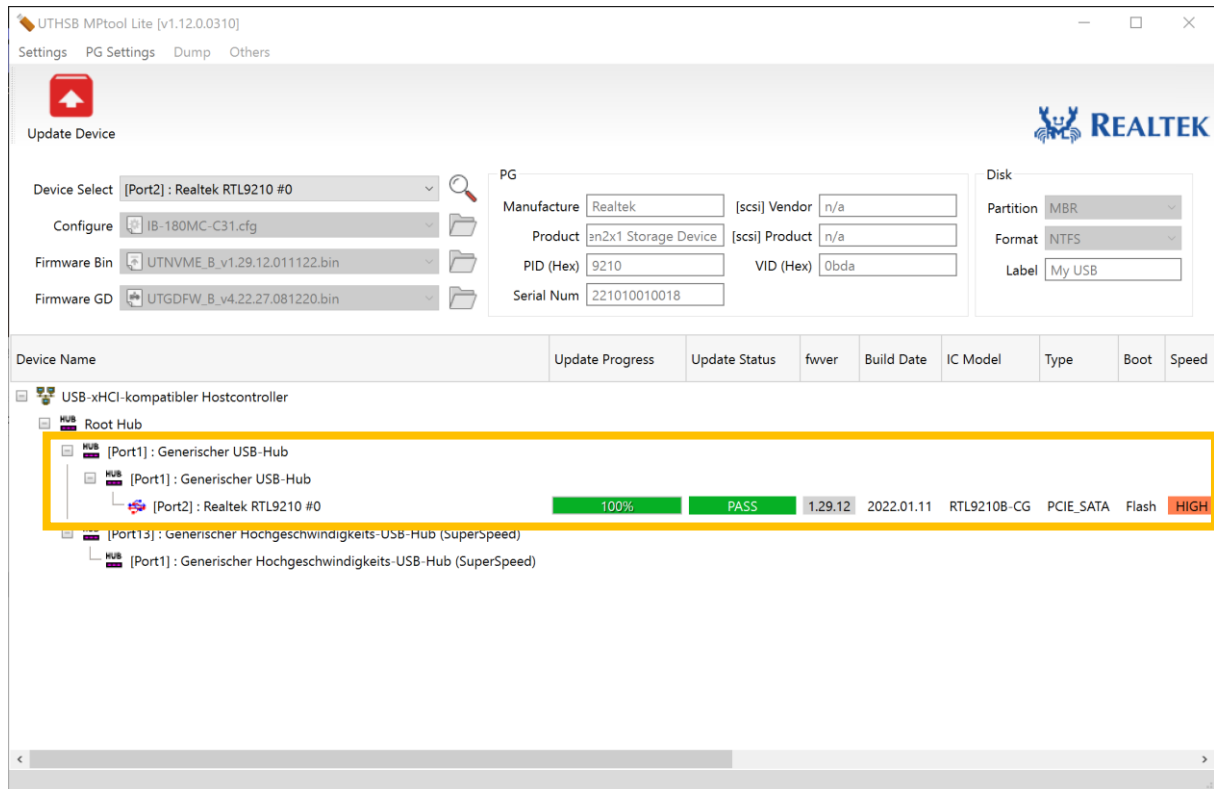 UTHSB MPtool Lite [v1.12.0.0310]
Settings PG Settings Dump Others
Update Device
REALTEK
Device Select [Port2] : Realtek RTL9210 #0
Configure IB-180MC-C31.cfg
Firmware Bin UTNVME_B_v1.29.12.011122.bin
Firmware GD UTGDFW_B_v4.22.27.081220.bin
PG
Manufacture Realtek [scsi] Vendor n/a
Product en2x1 Storage Device [scsi] Product n/a
PID (Hex) 9210 VID (Hex) 0bda
Serial Num 221010010018
Disk
Partition MBR
Format NTFS
Label My USB
Device Name Update Progress Update Status fwver Build Date IC Model Type Boot Speed
USB-xHCI-kompatibler Hostcontroller
HUB Root Hub
HUB [Port1] : Generischer USB-Hub
HUB [Port1] : Generischer USB-Hub
[Port2] : Realtek RTL9210 #0 100% PASS 1.29.12 2022.01.11 RTL9210B-CG PCIE_SATA Flash HIGH
HUB [Port13] : Generischer Hochgeschwindigkeits-USB-Hub (SuperSpeed)
HUB [Port1] : Generischer Hochgeschwindigkeits-USB-Hub (SuperSpeed)